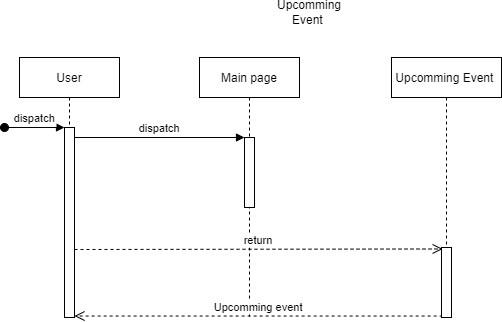 Upcomming
Event
User
Main page
Upcomming Event
dispatch
dispatch
return
Upcomming event